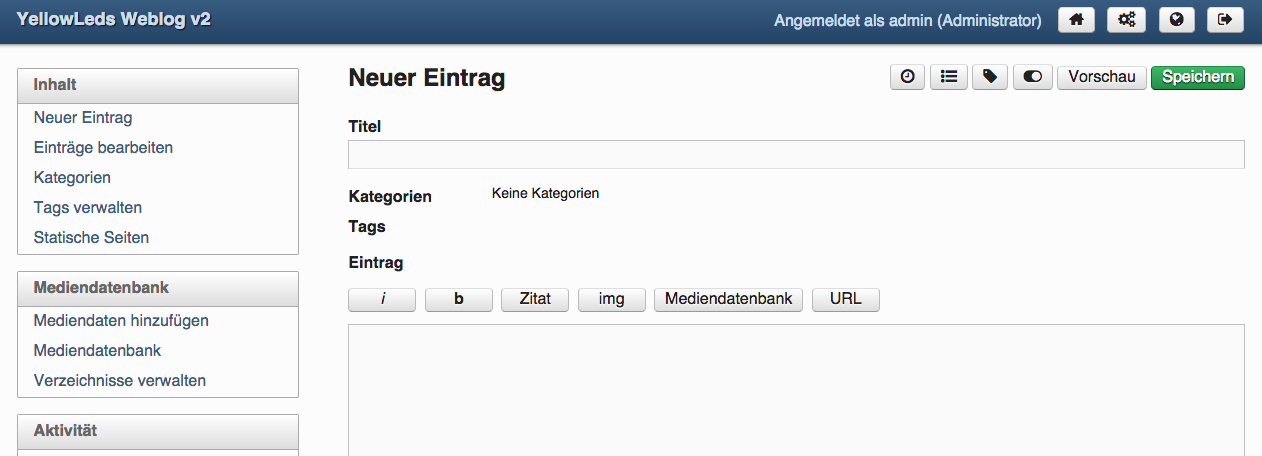 YellowLeds Weblog v2
Angemeldet als admin (Administrator)
Inhalt
Neuer Eintrag
Einträge bearbeiten
Kategorien
Tags verwalten
Statische Seiten
Mediendatenbank
Mediendaten hinzufügen
Mediendatenbank
Verzeichnisse verwalten
Aktivität
Neuer Eintrag
Vorschau Speichern
Titel
Kategorien Keine Kategorien
Tags
Eintrag
i b Zitat img Mediendatenbank URL